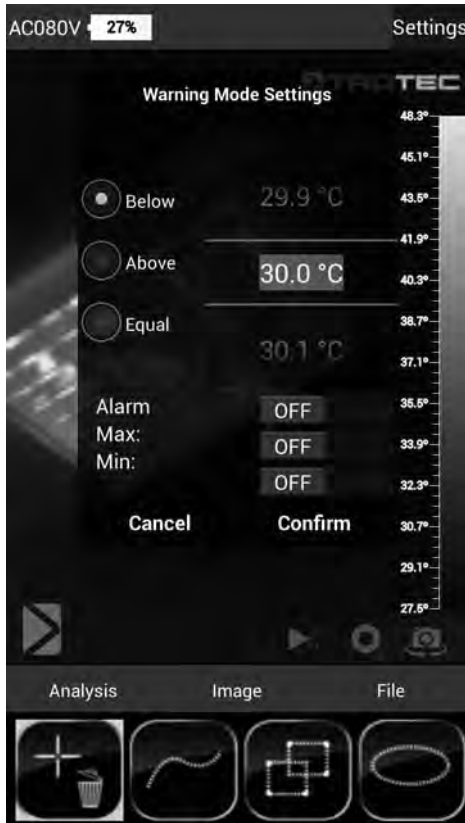 AC080V 27% Settings
TROTEC
Warning Mode Settings
48.3°
45.1°
Below 29.9 °C 43.5°
41.9°
Above 30.0 °C 40.3°
38.7°
Equal 30.1 °C 37.1°
Alarm OFF 35.5°
Max: OFF 33.9°
Min: OFF 32.3°
Cancel Confirm 30.7°
29.1°
27.5°
Analysis Image File